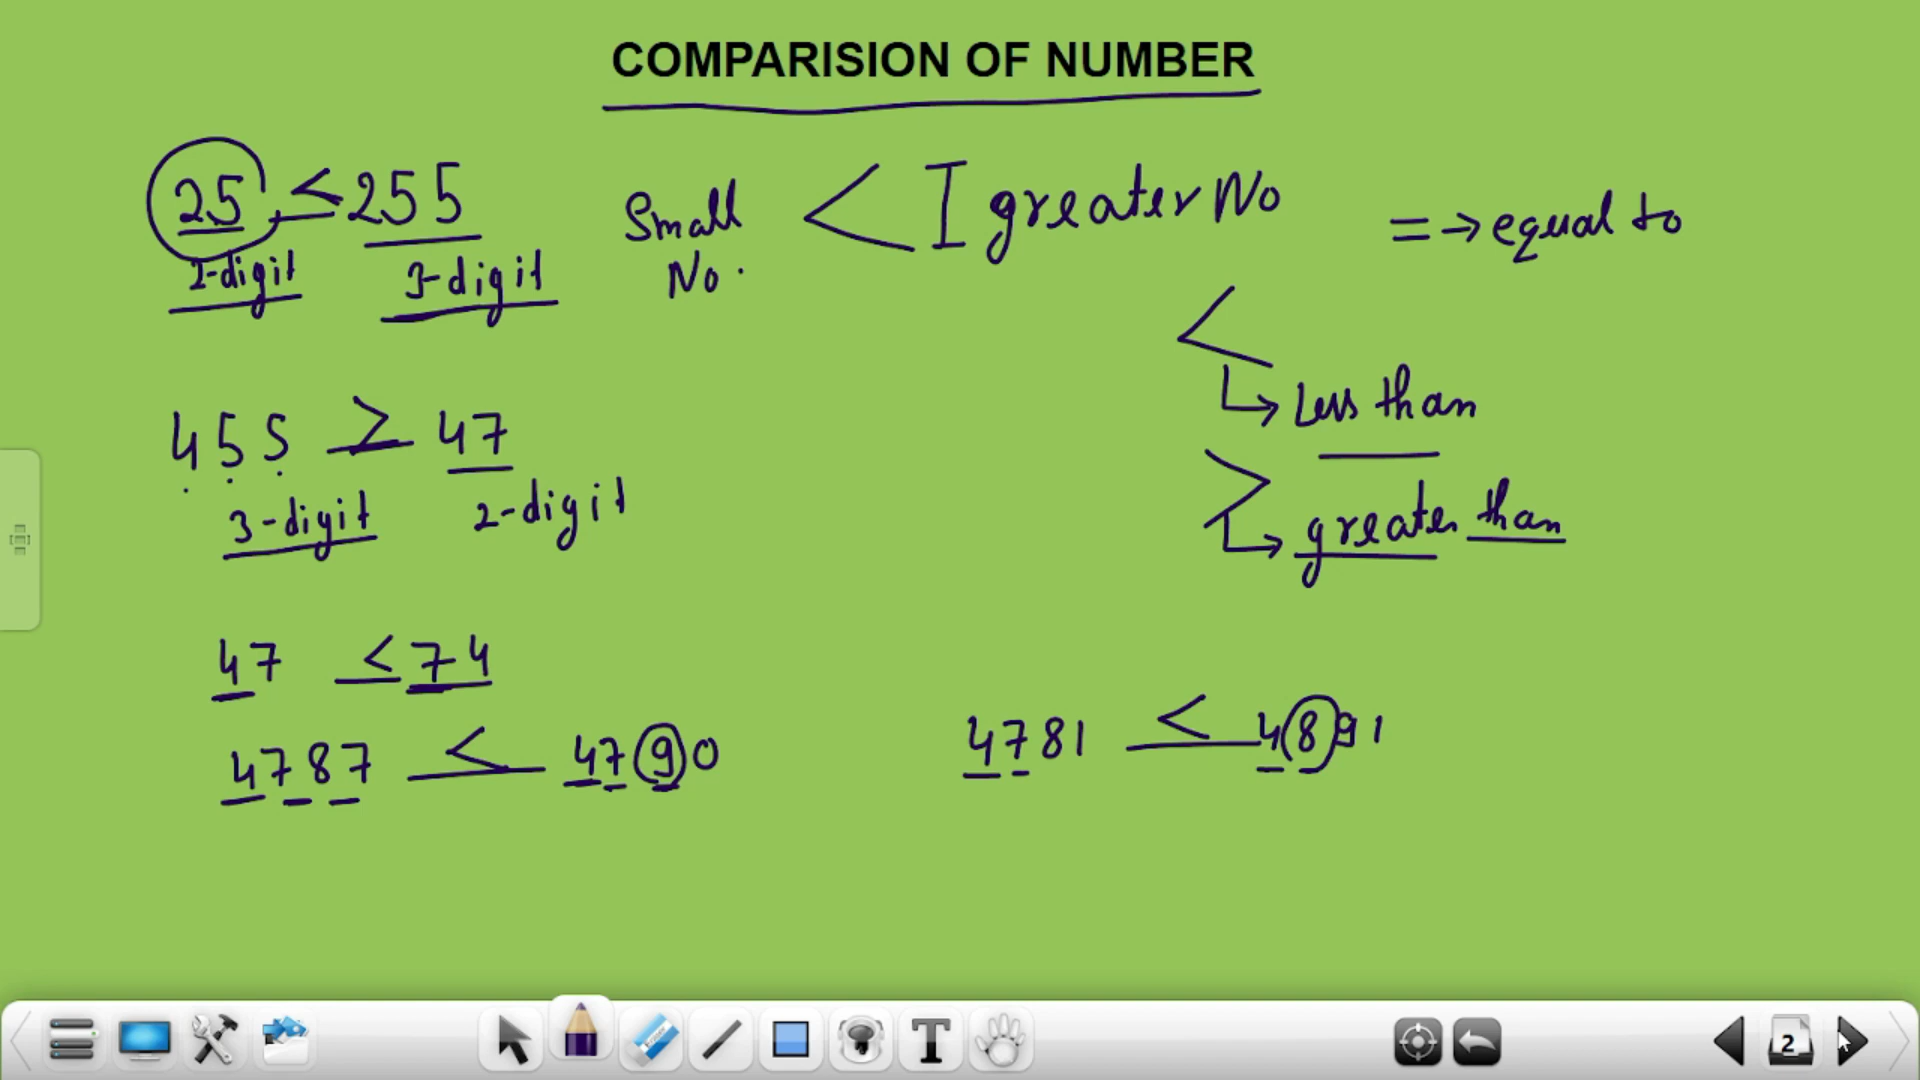 COMPARISION OF NUMBER
25 < 255
2-digit 3-digit
Small No. < greater No
= → equal to
<
Less than
>
greater than
455 > 47
3-digit 2-digit
47 < 74
4787 < 4790
4781 < 4891
T
2